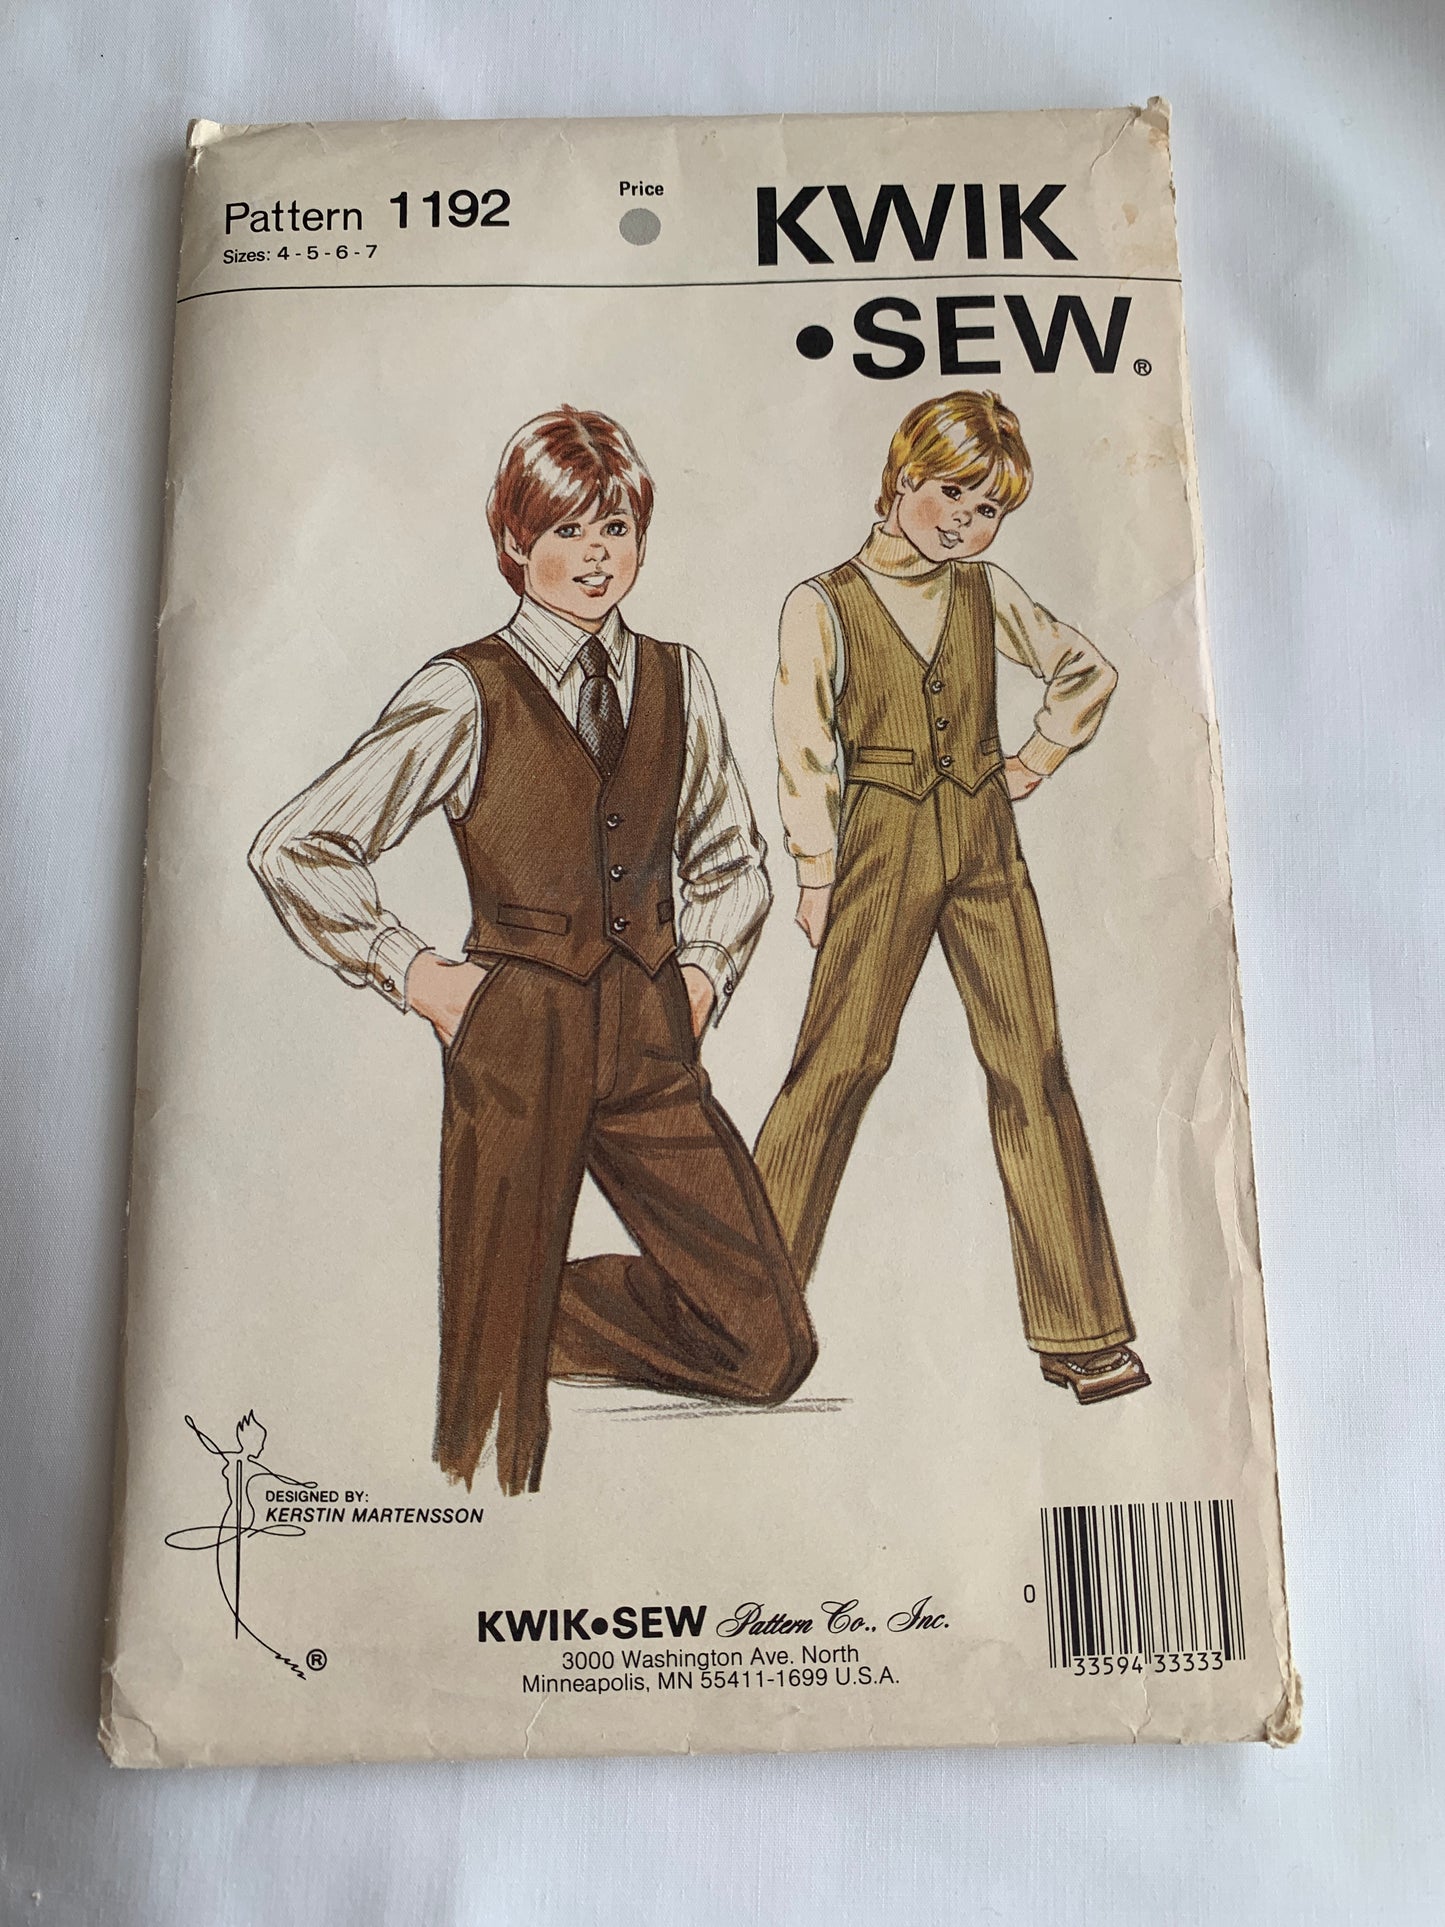 Pattern 1192
Sizes: 4 - 5 - 6 - 7
Price
KWIK
•SEW®
DESIGNED BY:
KERSTIN MARTENSSON
®
KWIK•SEW Pattern Co., Inc.
3000 Washington Ave. North
Minneapolis, MN 55411-1699 U.S.A.
0
33594 33333